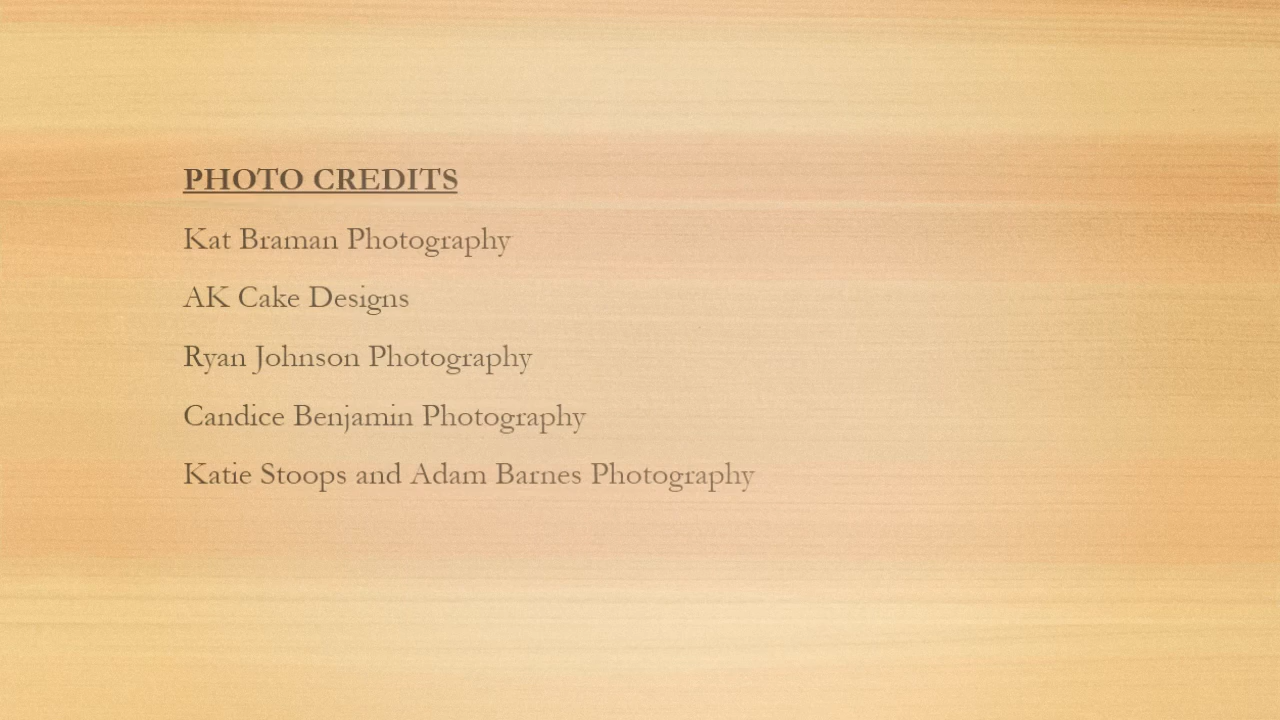 PHOTO CREDITS
Kat Braman Photography
AK Cake Designs
Ryan Johnson Photography
Candice Benjamin Photography
Katie Stoops and Adam Barnes Photography